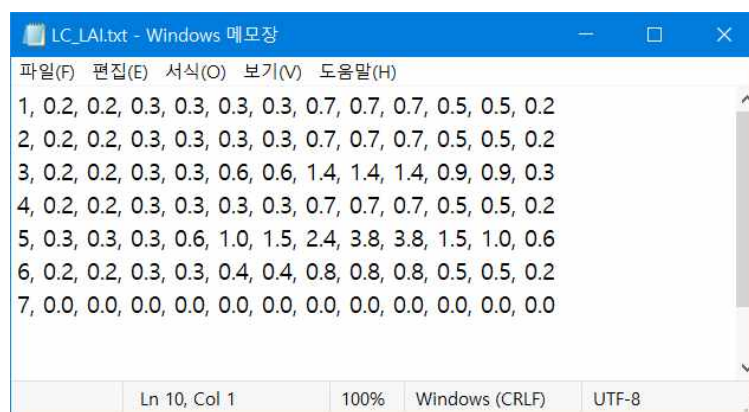 LC_LAI.txt - Windows 메모장
파일(F) 편집(E) 서식(O) 보기(V) 도움말(H)
1, 0.2, 0.2, 0.3, 0.3, 0.3, 0.3, 0.7, 0.7, 0.7, 0.5, 0.5, 0.2
2, 0.2, 0.2, 0.3, 0.3, 0.3, 0.3, 0.7, 0.7, 0.7, 0.5, 0.5, 0.2
3, 0.2, 0.2, 0.3, 0.3, 0.6, 0.6, 1.4, 1.4, 1.4, 0.9, 0.9, 0.3
4, 0.2, 0.2, 0.3, 0.3, 0.3, 0.3, 0.7, 0.7, 0.7, 0.5, 0.5, 0.2
5, 0.3, 0.3, 0.3, 0.6, 1.0, 1.5, 2.4, 3.8, 3.8, 1.5, 1.0, 0.6
6, 0.2, 0.2, 0.3, 0.3, 0.4, 0.4, 0.8, 0.8, 0.8, 0.5, 0.5, 0.2
7, 0.0, 0.0, 0.0, 0.0, 0.0, 0.0, 0.0, 0.0, 0.0, 0.0, 0.0, 0.0
Ln 10, Col 1 100% Windows (CRLF) UTF-8